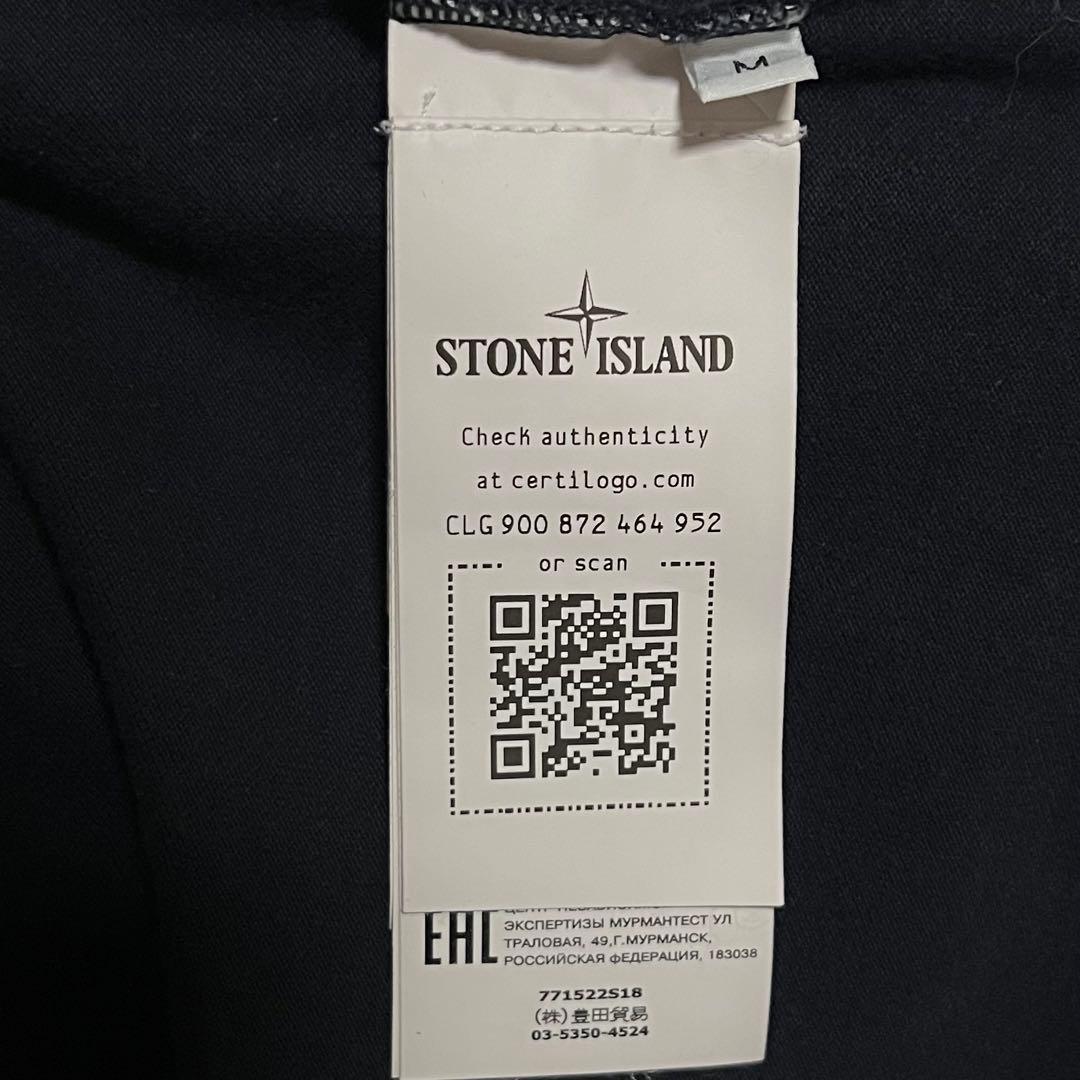 M
STONE ISLAND
Check authenticity
at certilogo.com
CLG 900 872 464 952
or scan
EAC
ЭКСПЕРТИЗЫ МУРМАНТЕСТ УЛ
ТРАЛОВАЯ, 49,Г.МУРМАНСК,
РОССИЙСКАЯ ФЕДЕРАЦИЯ, 183038
771522S18
(株)豊田貿易
03-5350-4524